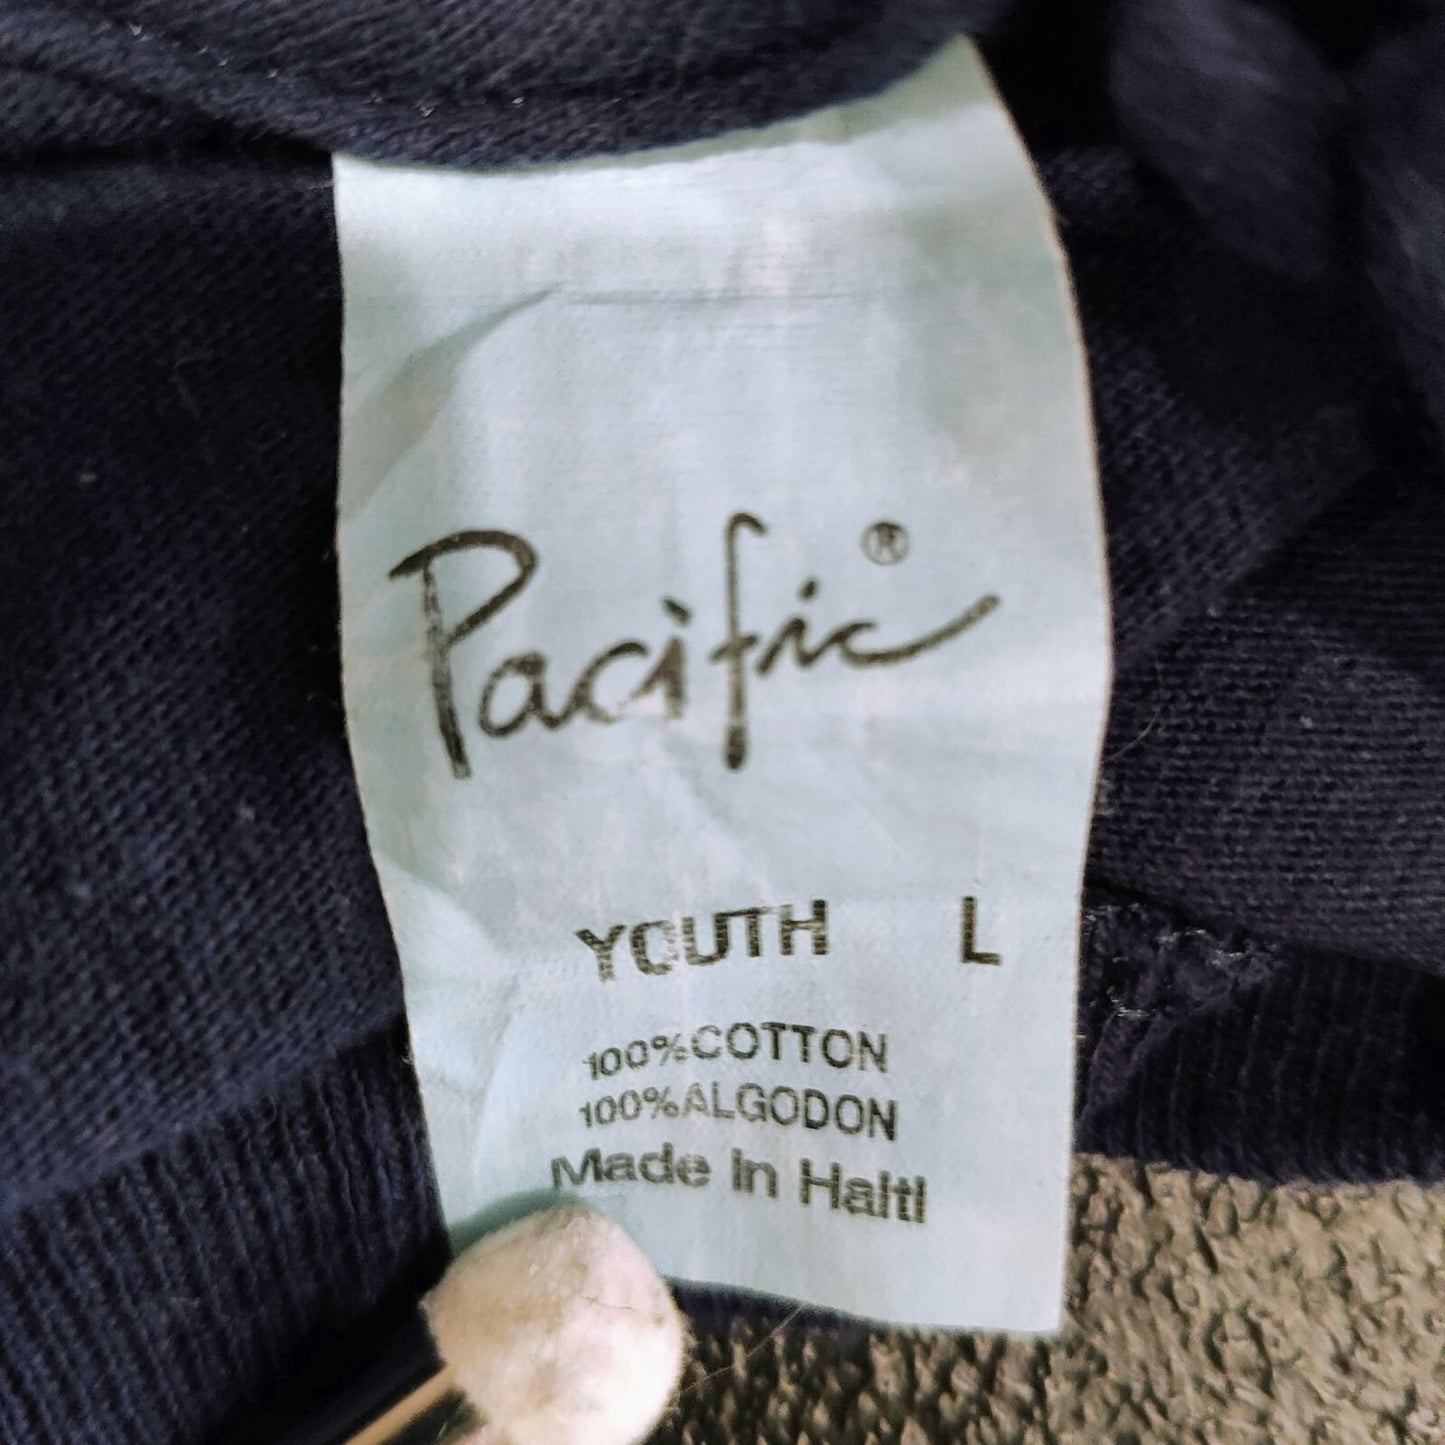 Pacific®
YOUTH L
100%COTTON
100%ALGODON
Made in Haiti